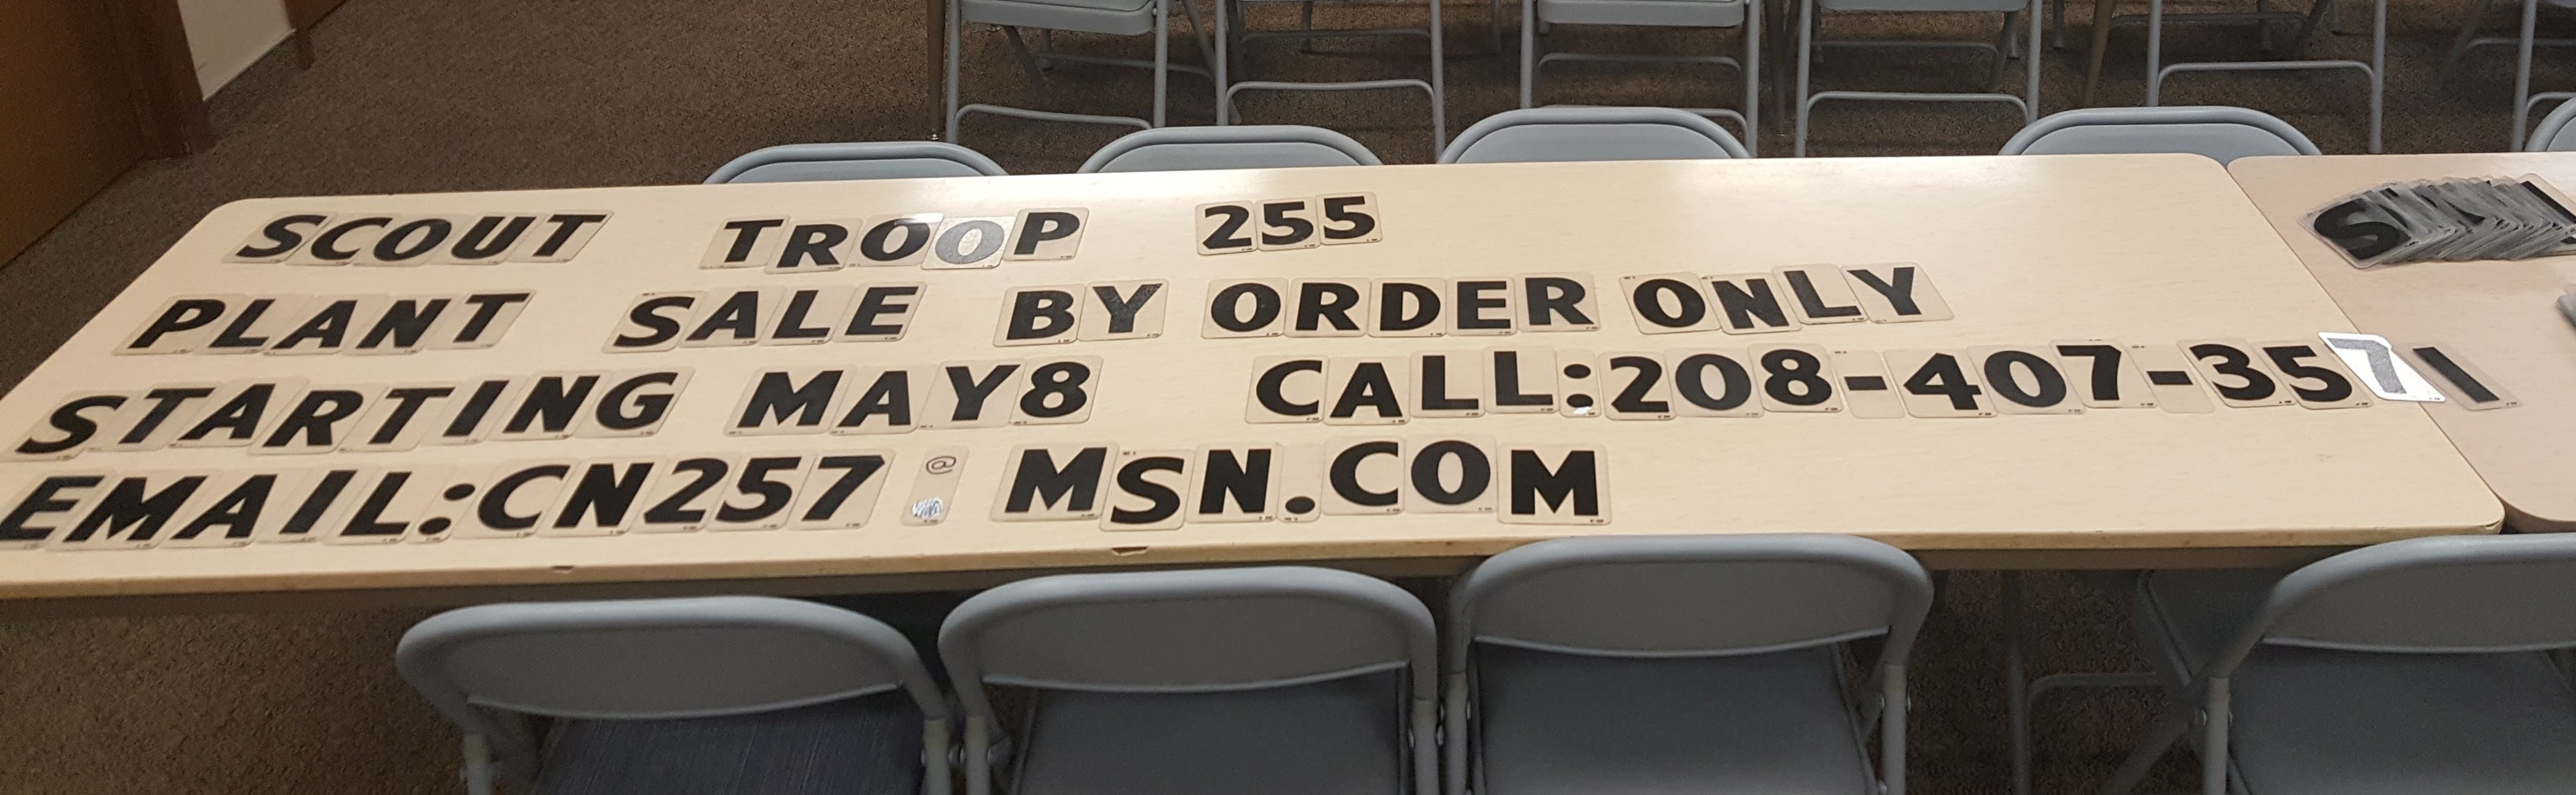 SCOUT TROOP 255
PLANT SALE BY ORDER ONLY
STARTING MAY8 CALL:208-407-3571
EMAIL:CN257@MSN.COM